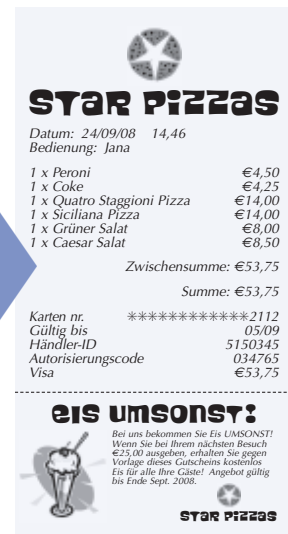 STAR PIZZAS
Datum: 24/09/08 14,46
Bedienung: Jana
1 x Peroni €4,50
1 x Coke €4,25
1 x Quatro Staggioni Pizza €14,00
1 x Siciliana Pizza €14,00
1 x Grüner Salat €8,00
1 x Caesar Salat €8,50
Zwischensumme: €53,75
Summe: €53,75
Karten nr. ************2112
Gültig bis 05/09
Händler-ID 5150345
Autorisierungscode 034765
Visa €53,75
eis umsonst!
Bei uns bekommen Sie Eis UMSONST!
Wenn Sie bei Ihrem nächsten Besuch
€25,00 ausgeben, erhalten Sie gegen
Vorlage dieses Gutscheins kostenlos
Eis für alle Ihre Gäste! Angebot gültig
bis Ende Sept. 2008.
STAR PIZZAS